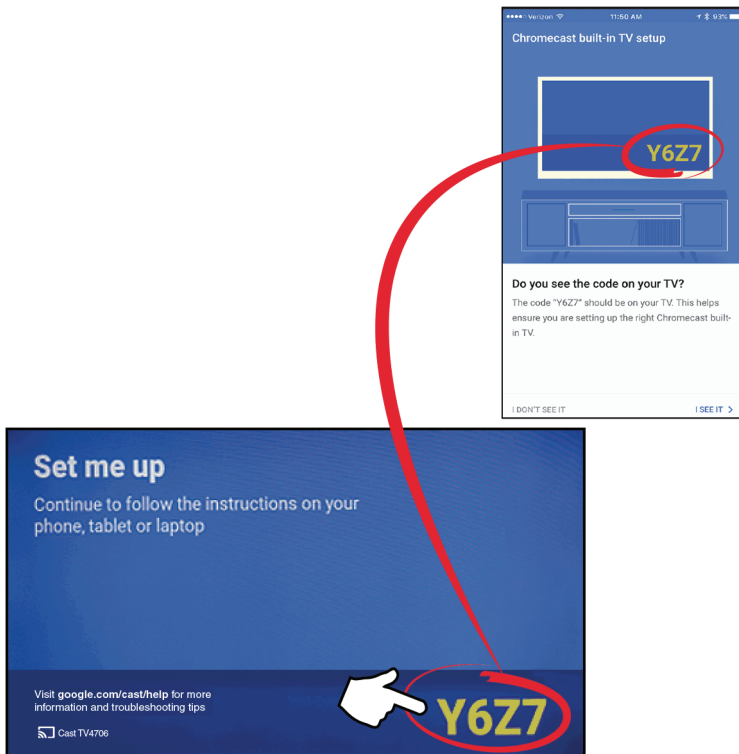 Verizon 11:50 AM 93%
Chromecast built-in TV setup
Y6Z7
Do you see the code on your TV?
The code "Y6Z7" should be on your TV. This helps
ensure you are setting up the right Chromecast built-
in TV.
I DON'T SEE IT I SEE IT >
Set me up
Continue to follow the instructions on your
phone, tablet or laptop
Visit google.com/cast/help for more
information and troubleshooting tips
Cast TV4706
Y6Z7